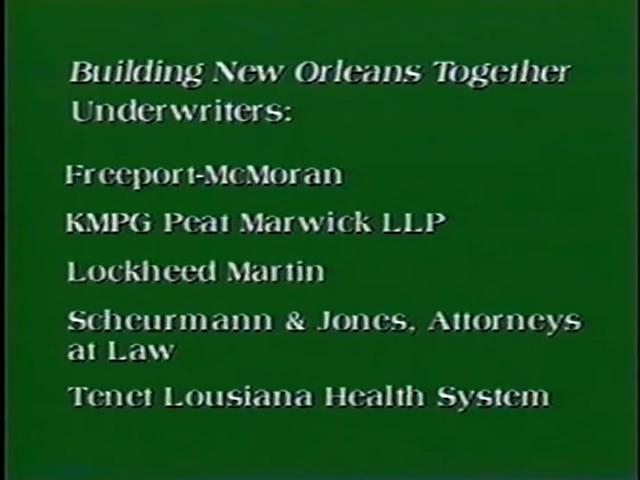 Building New Orleans Together
Underwriters:
Freeport-McMoran
KMPG Peat Marwick LLP
Lockheed Martin
Scheurmann & Jones, Attorneys
at Law
Tenet Lousiana Health System